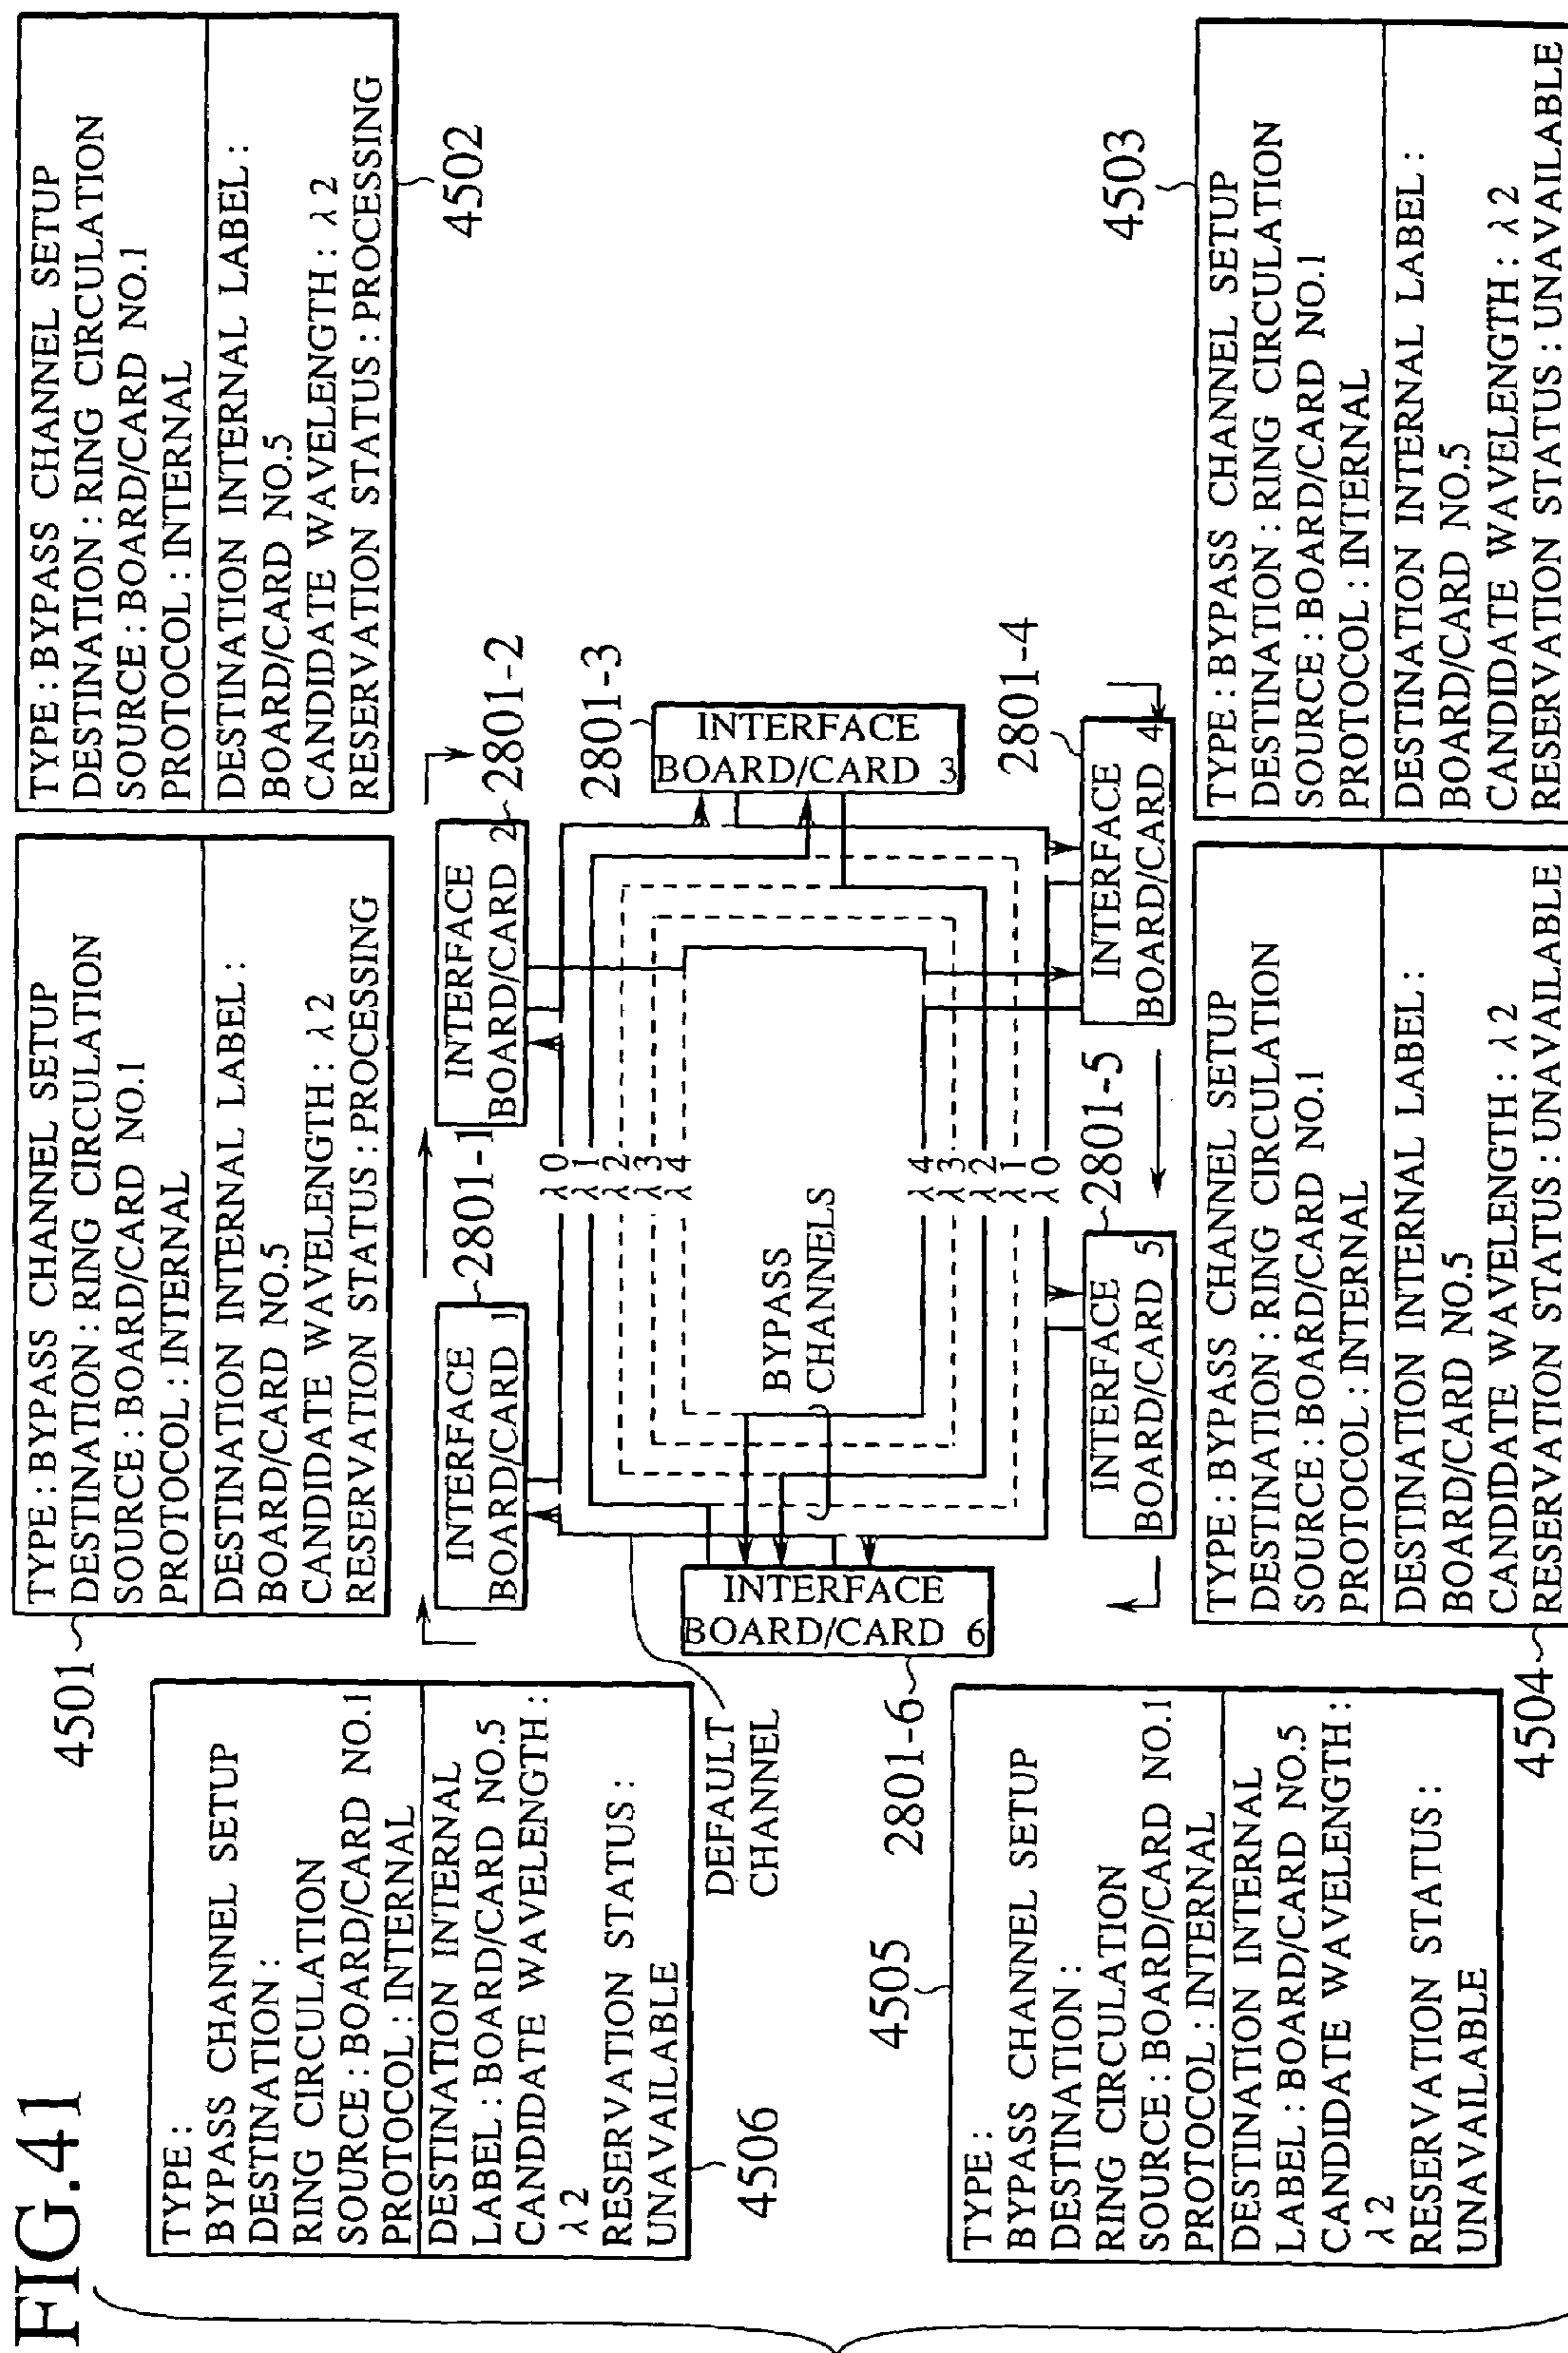 FIG.41
TYPE:
BYPASS CHANNEL SETUP
DESTINATION:
RING CIRCULATION
SOURCE:BOARD/CARD NO.1
PROTOCOL:INTERNAL
DESTINATION INTERNAL
LABEL:BOARD/CARD NO.5
CANDIDATE WAVELENGTH:
λ2
RESERVATION STATUS:
UNAVAILABLE
4506
4501
TYPE:BYPASS CHANNEL SETUP
DESTINATION:RING CIRCULATION
SOURCE:BOARD/CARD NO.1
PROTOCOL:INTERNAL
DESTINATION INTERNAL LABEL:
BOARD/CARD NO.5
CANDIDATE WAVELENGTH:λ2
RESERVATION STATUS:PROCESSING
TYPE:BYPASS CHANNEL SETUP
DESTINATION:RING CIRCULATION
SOURCE:BOARD/CARD NO.1
PROTOCOL:INTERNAL
DESTINATION INTERNAL LABEL:
BOARD/CARD NO.5
CANDIDATE WAVELENGTH:λ2
RESERVATION STATUS:PROCESSING
4502
INTERFACE
BOARD/CARD 1
2801-1
INTERFACE
BOARD/CARD 2
2801-2
2801-3
INTERFACE
BOARD/CARD 3
DEFAULT
CHANNEL
λ0
λ1
λ2
λ3
λ4
BYPASS
CHANNELS
λ4
λ3
λ2
λ1
λ0
INTERFACE
BOARD/CARD 6
2801-6
INTERFACE
BOARD/CARD 5
2801-5
INTERFACE
BOARD/CARD 4
2801-4
4505
TYPE:
BYPASS CHANNEL SETUP
DESTINATION:
RING CIRCULATION
SOURCE:BOARD/CARD NO.1
PROTOCOL:INTERNAL
DESTINATION INTERNAL
LABEL:BOARD/CARD NO.5
CANDIDATE WAVELENGTH:
λ2
RESERVATION STATUS:
UNAVAILABLE
TYPE:BYPASS CHANNEL SETUP
DESTINATION:RING CIRCULATION
SOURCE:BOARD/CARD NO.1
PROTOCOL:INTERNAL
DESTINATION INTERNAL LABEL:
BOARD/CARD NO.5
CANDIDATE WAVELENGTH:λ2
RESERVATION STATUS:UNAVAILABLE
4504
4503
TYPE:BYPASS CHANNEL SETUP
DESTINATION:RING CIRCULATION
SOURCE:BOARD/CARD NO.1
PROTOCOL:INTERNAL
DESTINATION INTERNAL LABEL:
BOARD/CARD NO.5
CANDIDATE WAVELENGTH:λ2
RESERVATION STATUS:UNAVAILABLE